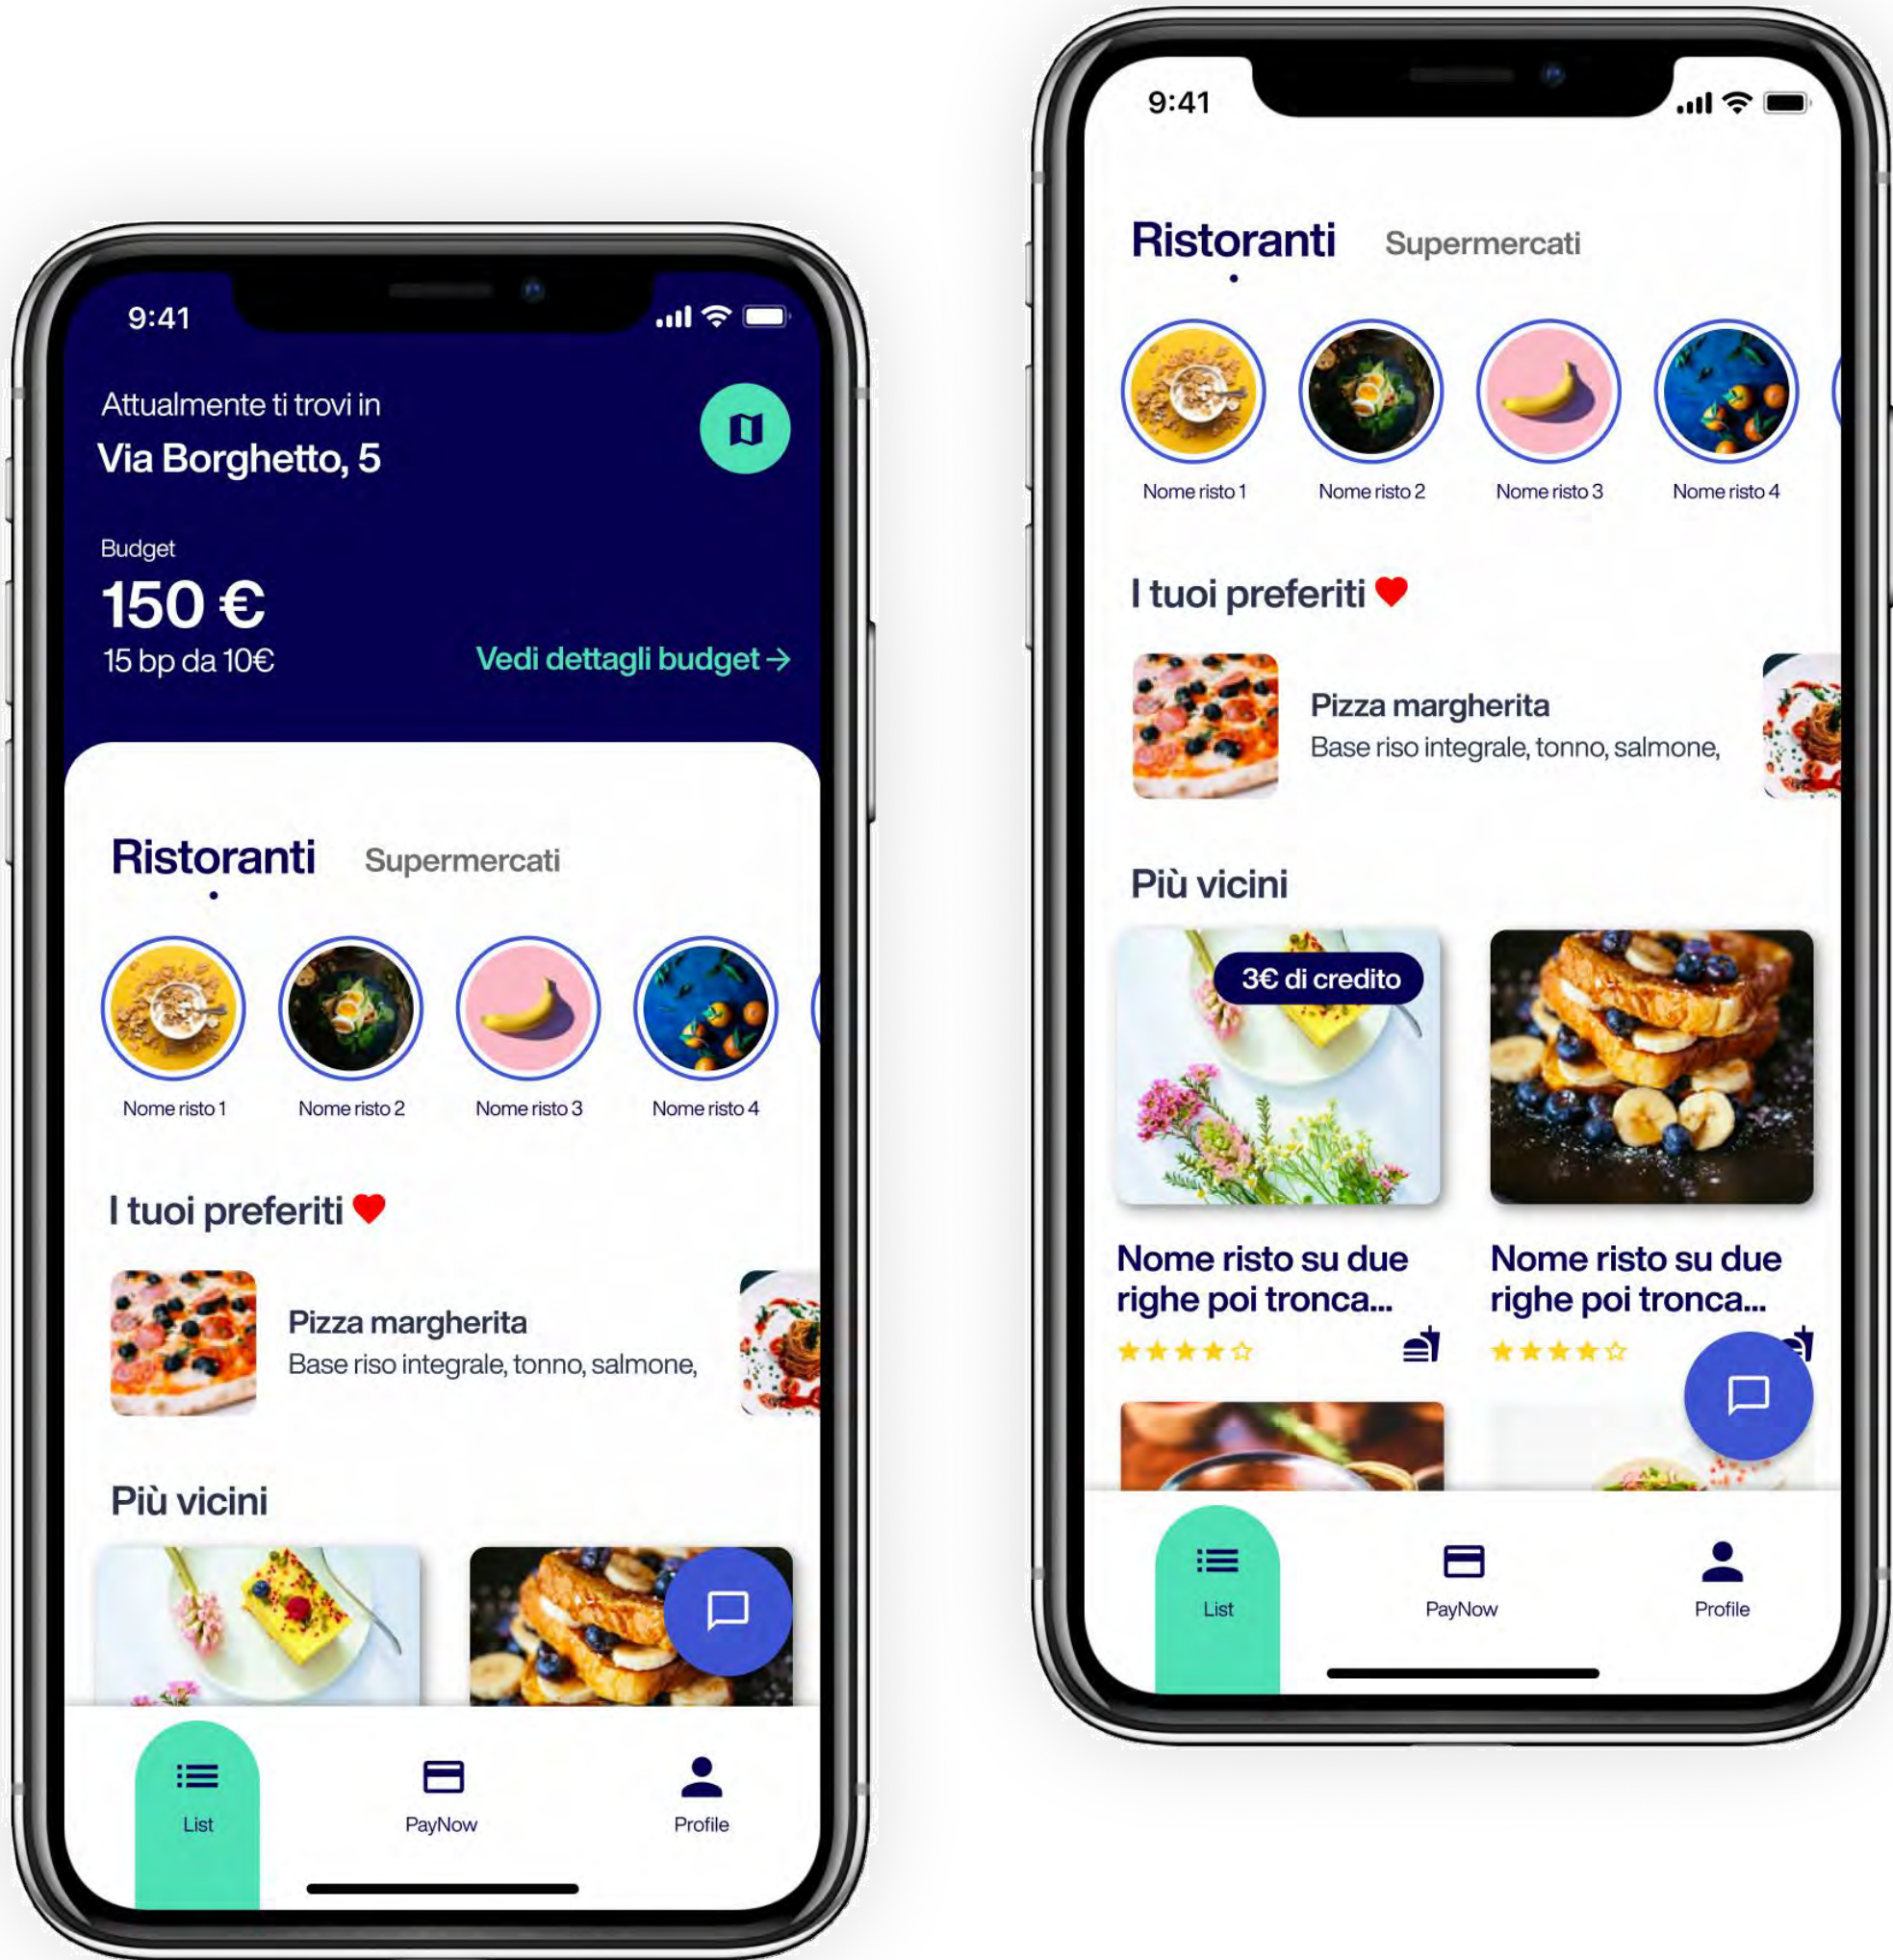 9:41
Attualmente ti trovi in
Via Borghetto, 5
Budget
150 €
15 bp da 10€
Vedi dettagli budget →
Ristoranti Supermercati
Nome risto 1 Nome risto 2 Nome risto 3 Nome risto 4
I tuoi preferiti
Pizza margherita
Base riso integrale, tonno, salmone,
Più vicini
List PayNow Profile
9:41
Ristoranti Supermercati
Nome risto 1 Nome risto 2 Nome risto 3 Nome risto 4
I tuoi preferiti
Pizza margherita
Base riso integrale, tonno, salmone,
Più vicini
3€ di credito
Nome risto su due
righe poi tronca...
Nome risto su due
righe poi tronca...
List PayNow Profile